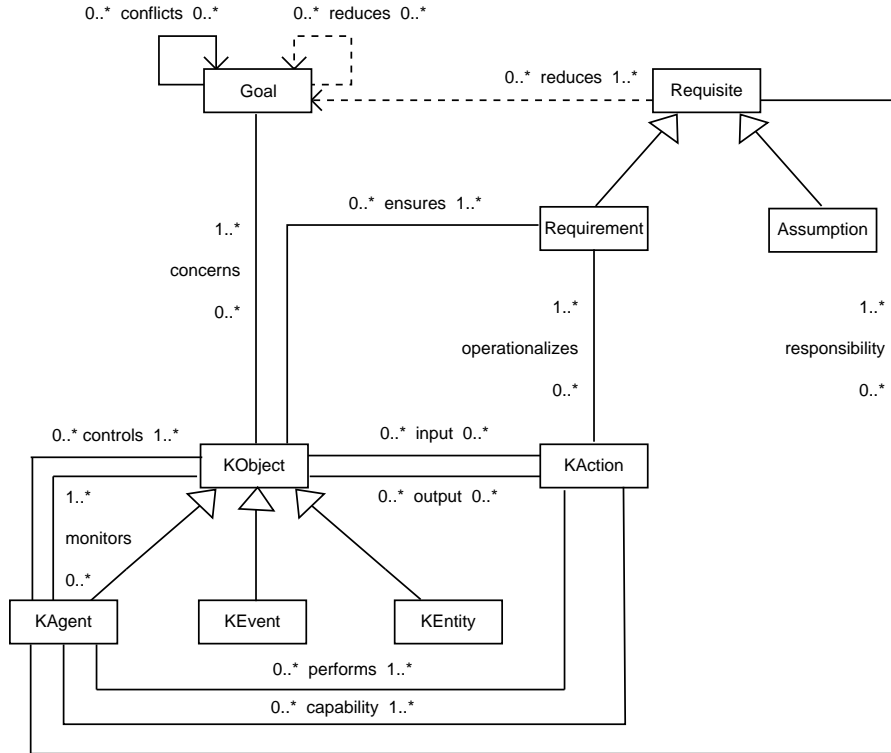 0..* conflicts 0..*
0..* reduces 0..*
Goal
0..* reduces 1..*
Requisite
0..* ensures 1..*
Requirement
Assumption
1..*
concerns
0..*
1..*
operationalizes
0..*
1..*
responsibility
0..*
0..* controls 1..*
KObject
0..* input 0..*
KAction
1..*
monitors
0..*
0..* output 0..*
KAgent
KEvent
KEntity
0..* performs 1..*
0..* capability 1..*